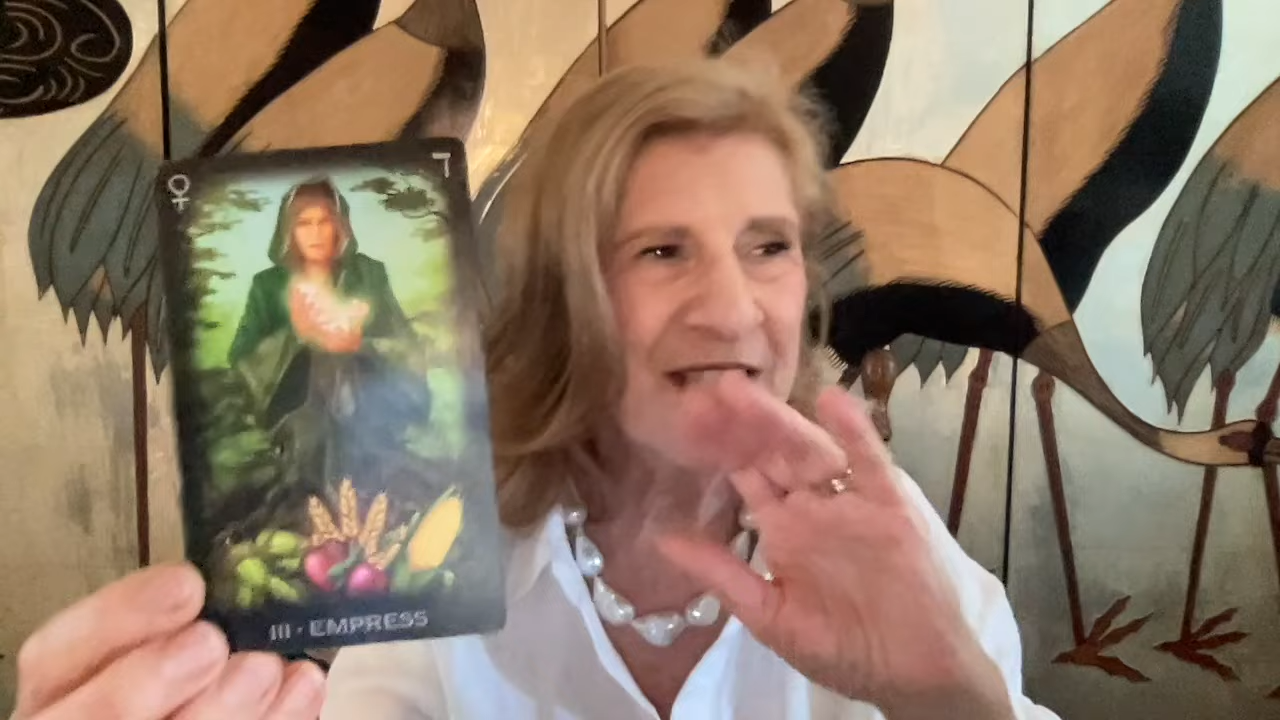 ♀ ד
III · EMPRESS